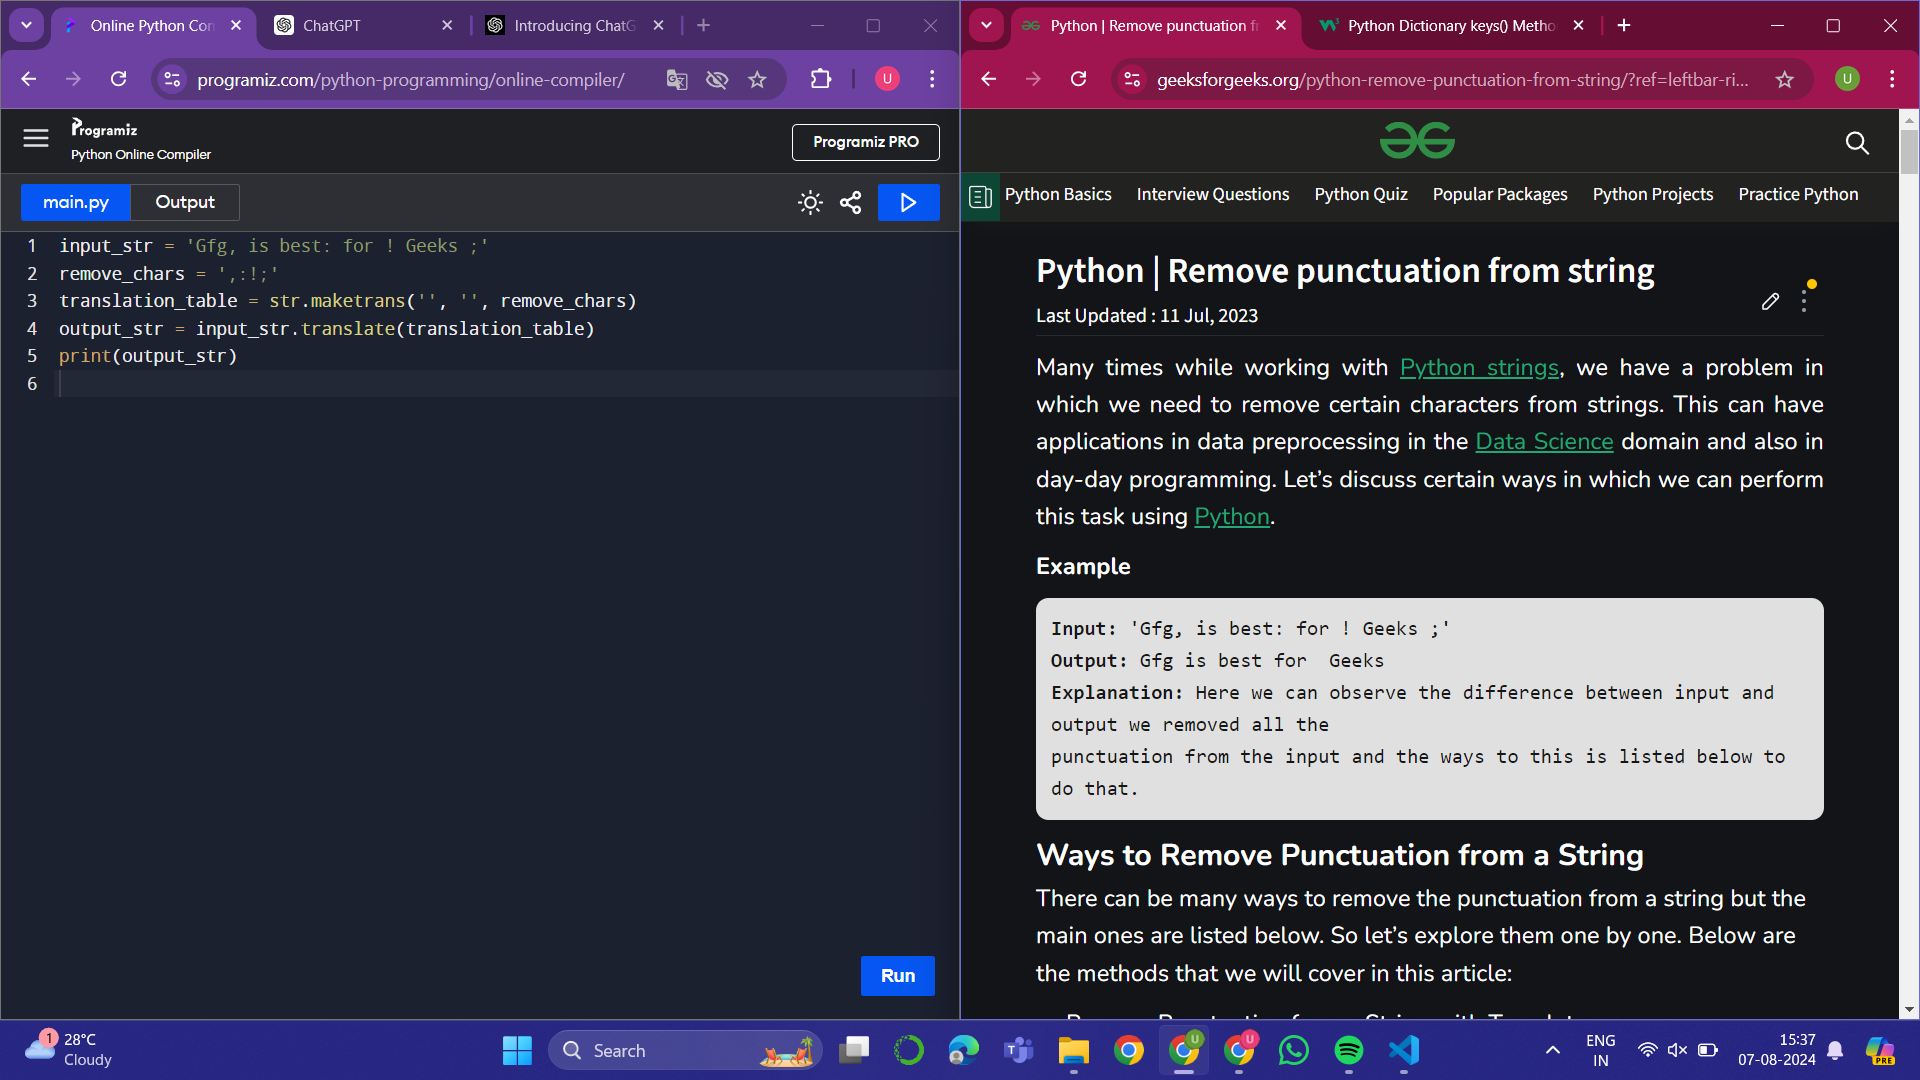 Online Python Con
ChatGPT
Introducing ChatG
programiz.com/python-programming/online-compiler/
U
Programiz
Python Online Compiler
Programiz PRO
main.py
Output
1 input_str = 'Gfg, is best: for ! Geeks ;'
2 remove_chars = ',:!;'
3 translation_table = str.maketrans('', '', remove_chars)
4 output_str = input_str.translate(translation_table)
5 print(output_str)
6
Run
Python | Remove punctuation fr
Python Dictionary keys() Metho
geeksforgeeks.org/python-remove-punctuation-from-string/?ref=leftbar-ri...
U
Python Basics Interview Questions Python Quiz Popular Packages Python Projects Practice Python
Python | Remove punctuation from string
Last Updated : 11 Jul, 2023
Many times while working with Python strings, we have a problem in
which we need to remove certain characters from strings. This can have
applications in data preprocessing in the Data Science domain and also in
day-day programming. Let’s discuss certain ways in which we can perform
this task using Python.
Example
Input: 'Gfg, is best: for ! Geeks ;'
Output: Gfg is best for  Geeks
Explanation: Here we can observe the difference between input and
output we removed all the
punctuation from the input and the ways to this is listed below to
do that.
Ways to Remove Punctuation from a String
There can be many ways to remove the punctuation from a string but the
main ones are listed below. So let’s explore them one by one. Below are
the methods that we will cover in this article:
1
28°C
Cloudy
Search
U
U
ENG
IN
15:37
07-08-2024
PRE